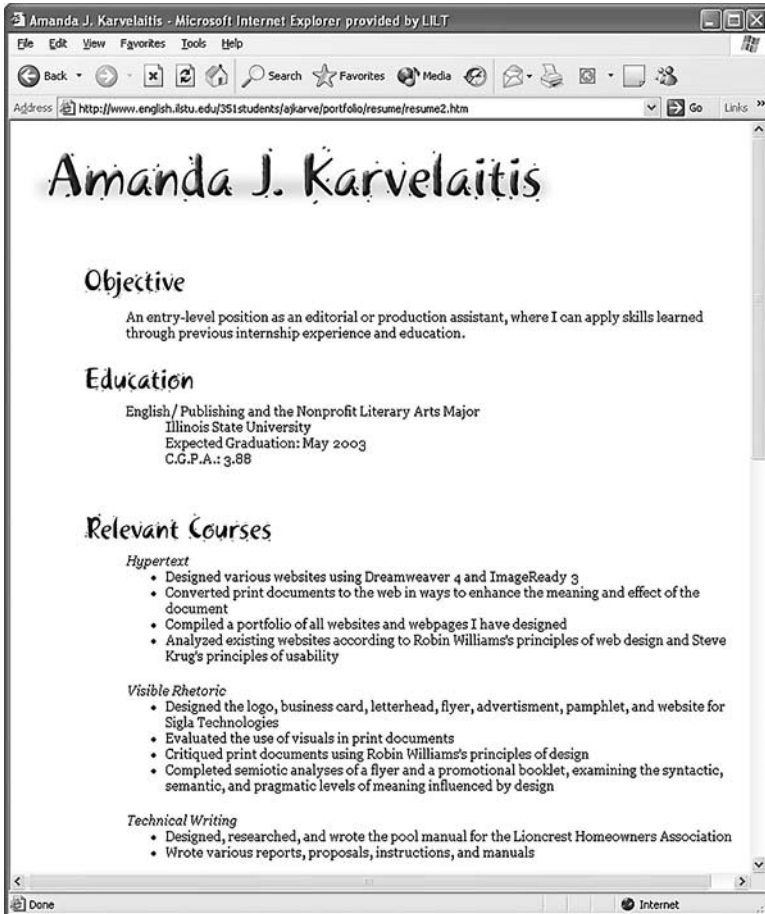 Amanda J. Karvelaitis - Microsoft Internet Explorer provided by LILT
File Edit View Favorites Tools Help
Back Search Favorites Media
Address http://www.english.ilstu.edu/351students/ajkarve/portfolio/resume/resume2.htm Go Links »
Amanda J. Karvelaitis
Objective
An entry-level position as an editorial or production assistant, where I can apply skills learned
through previous internship experience and education.
Education
English/ Publishing and the Nonprofit Literary Arts Major
Illinois State University
Expected Graduation: May 2003
C.G.P.A.: 3.88
Relevant Courses
Hypertext
• Designed various websites using Dreamweaver 4 and ImageReady 3
• Converted print documents to the web in ways to enhance the meaning and effect of the
document
• Compiled a portfolio of all websites and webpages I have designed
• Analyzed existing websites according to Robin Williams's principles of web design and Steve
Krug's principles of usability
Visible Rhetoric
• Designed the logo, business card, letterhead, flyer, advertisment, pamphlet, and website for
Sigla Technologies
• Evaluated the use of visuals in print documents
• Critiqued print documents using Robin Williams's principles of design
• Completed semiotic analyses of a flyer and a promotional booklet, examining the syntactic,
semantic, and pragmatic levels of meaning influenced by design
Technical Writing
• Designed, researched, and wrote the pool manual for the Lioncrest Homeowners Association
• Wrote various reports, proposals, instructions, and manuals
Done Internet